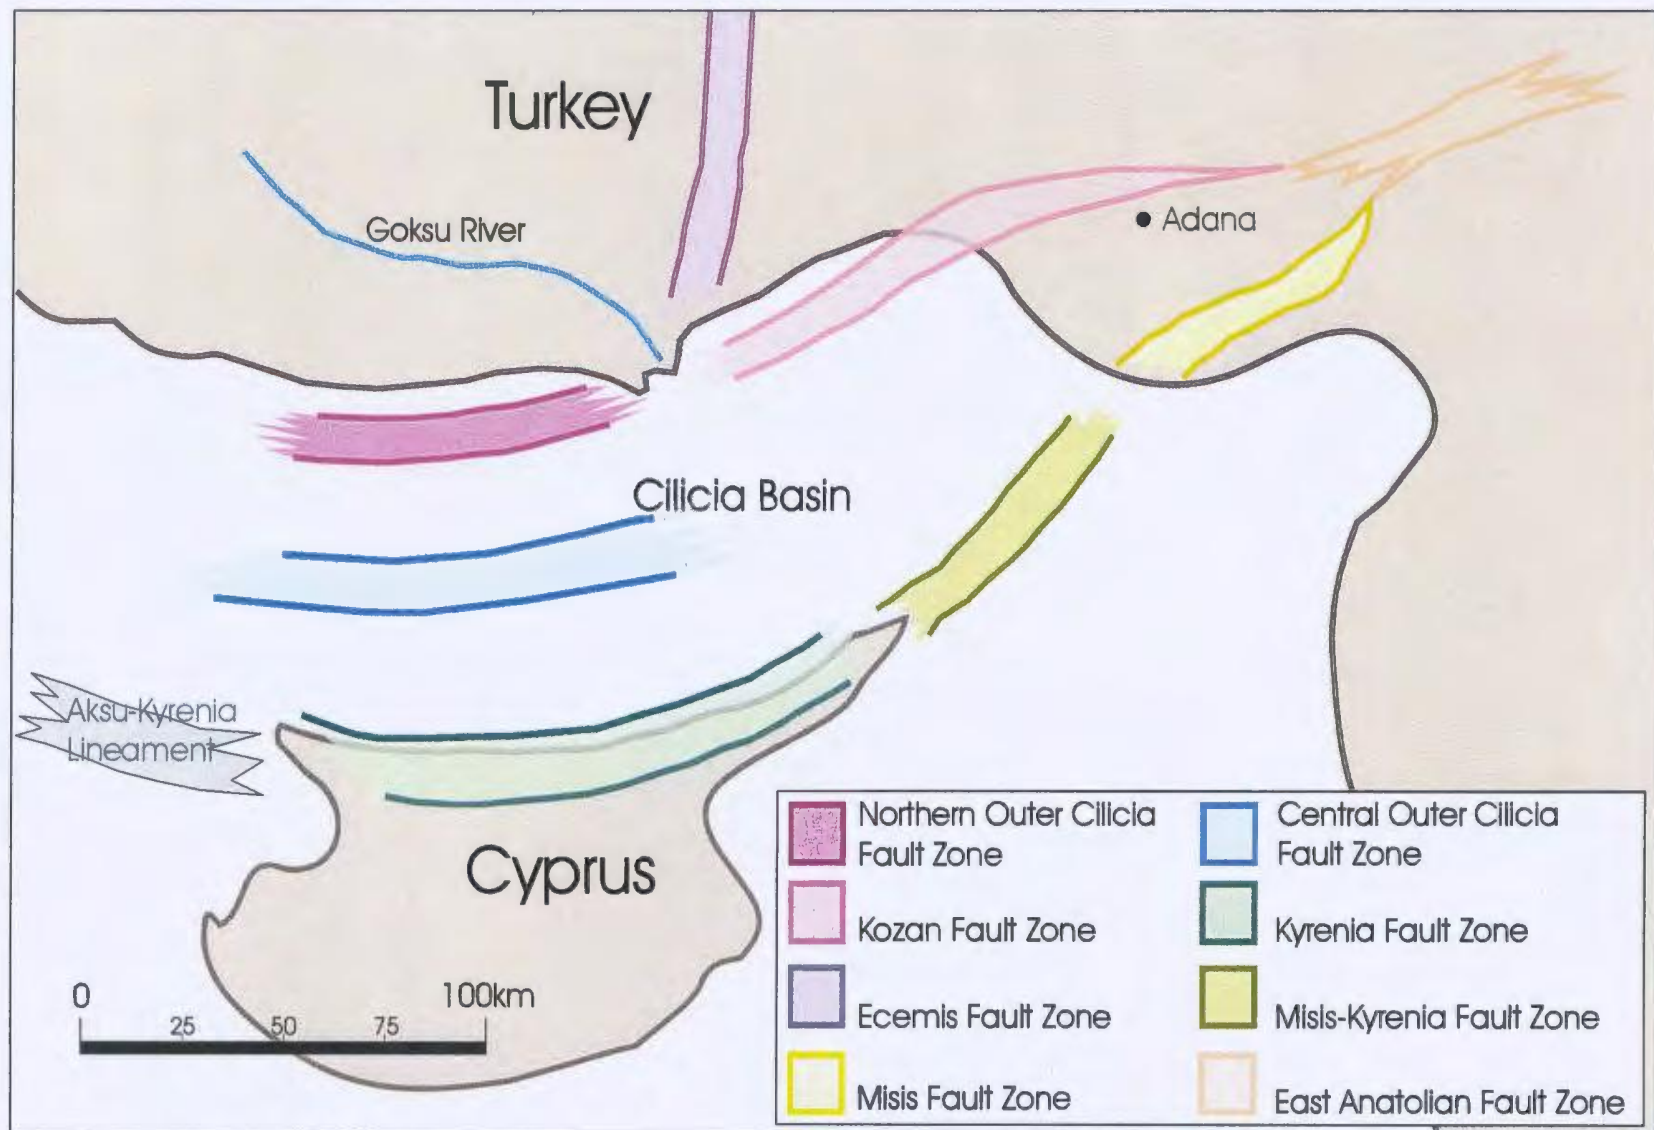 Turkey
Goksu River
Adana
Cilicia Basin
Aksu-Kyrenia
Lineament
Cyprus
0
100km
25
50
75
Northern Outer Cilicia
Fault Zone
Kozan Fault Zone
Ecemis Fault Zone
Misis Fault Zone
Central Outer Cilicia
Fault Zone
Kyrenia Fault Zone
Misis-Kyrenia Fault Zone
East Anatolian Fault Zone